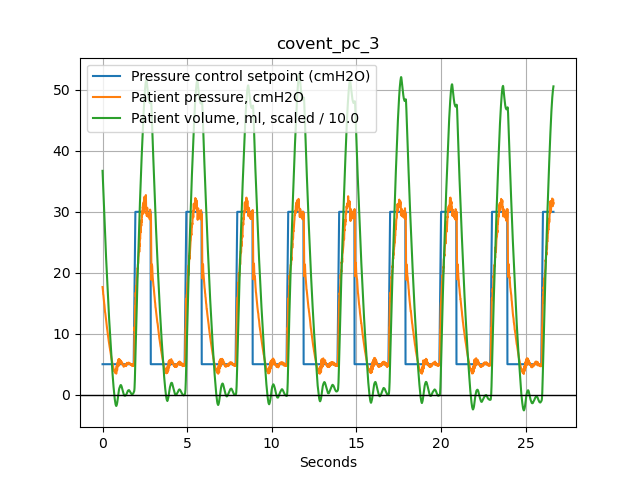 covent_pc_3
Pressure control setpoint (cmH2O)
Patient pressure, cmH2O
Patient volume, ml, scaled / 10.0
50
40
30
20
10
0
0 5 10 15 20 25
Seconds